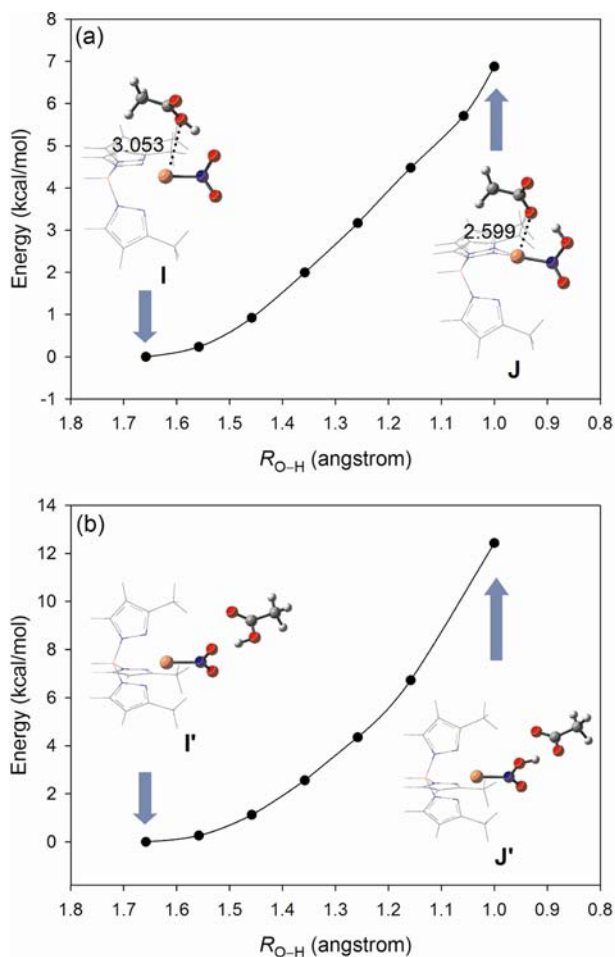 (a)
8
7
6
5
4
3
2
1
0
-1
Energy (kcal/mol)
3.053
I
2.599
J
1.8 1.7 1.6 1.5 1.4 1.3 1.2 1.1 1.0 0.9 0.8
R O–H (angstrom)
(b)
14
12
10
8
6
4
2
0
-2
Energy (kcal/mol)
I'
J'
1.8 1.7 1.6 1.5 1.4 1.3 1.2 1.1 1.0 0.9 0.8
R O–H (angstrom)